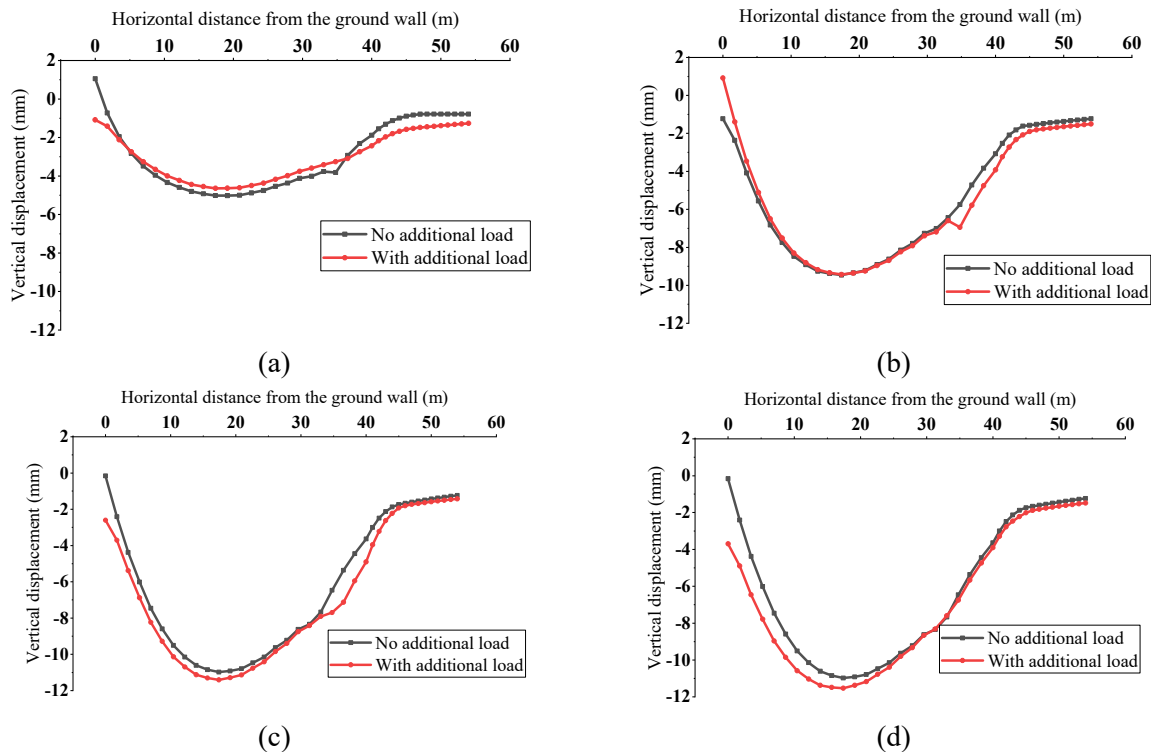 Horizontal distance from the ground wall (m)
0 10 20 30 40 50 60
2
0
-2
-4
-6
-8
-10
-12
Vertical displacement (mm)
No additional load
With additional load
(a)
Horizontal distance from the ground wall (m)
0 10 20 30 40 50 60
2
0
-2
-4
-6
-8
-10
-12
Vertical displacement (mm)
No additional load
With additional load
(b)
Horizontal distance from the ground wall (m)
0 10 20 30 40 50 60
2
0
-2
-4
-6
-8
-10
-12
Vertical displacement (mm)
No additional load
With additional load
(c)
Horizontal distance from the ground wall (m)
0 10 20 30 40 50 60
2
0
-2
-4
-6
-8
-10
-12
Vertical displacement (mm)
No additional load
With additional load
(d)